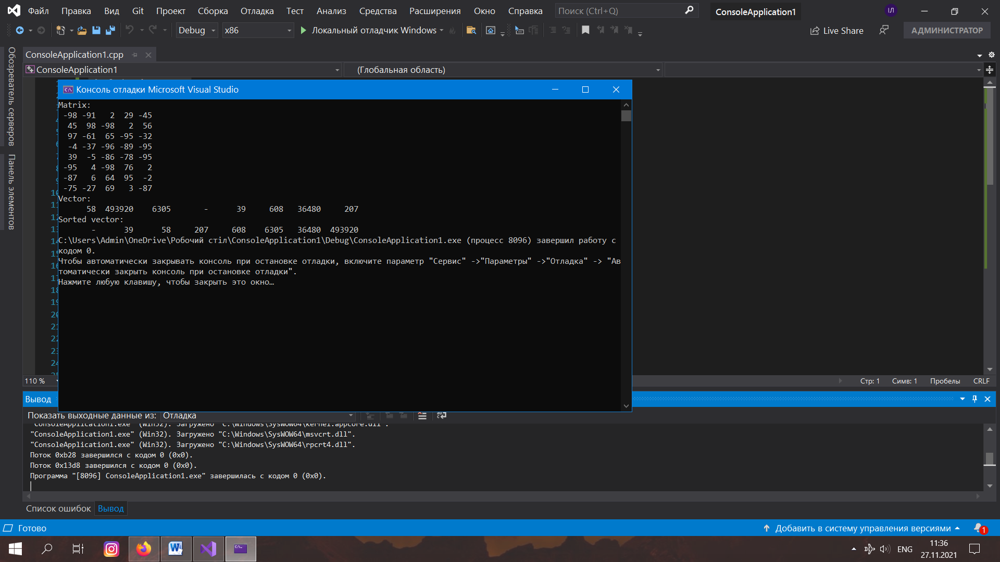 Файл Правка Вид Git Проект Сборка Отладка Тест Анализ Средства Расширения Окно Справка Поиск (Ctrl+Q) ConsoleApplication1 ІЛ
Debug x86 Локальный отладчик Windows Live Share АДМИНИСТРАТОР
Обозреватель серверов
Панель элементов
ConsoleApplication1.cpp
ConsoleApplication1 (Глобальная область)
Консоль отладки Microsoft Visual Studio
Matrix:
-98 -91 2 29 -45
45 98 -98 2 56
97 -61 65 -95 -32
-4 -37 -96 -89 -95
39 -5 -86 -78 -95
-95 4 -98 76 2
-87 6 64 95 -2
-75 -27 69 3 -87
Vector:
58 493920 6305 - 39 608 36480 207
Sorted vector:
- 39 58 207 608 6305 36480 493920
C:\Users\Admin\OneDrive\Робочий стіл\ConsoleApplication1\Debug\ConsoleApplication1.exe (процесс 8096) завершил работу с
кодом 0.
Чтобы автоматически закрывать консоль при остановке отладки, включите параметр "Сервис" ->"Параметры" ->"Отладка" -> "Ав
томатически закрыть консоль при остановке отладки".
Нажмите любую клавишу, чтобы закрыть это окно…
110 % Стр: 1 Симв: 1 Пробелы CRLF
Вывод
Показать выходные данные из: Отладка
"ConsoleApplication1.exe" (Win32). Загружено "C:\Windows\SysWOW64\kernel.appcore.dll".
"ConsoleApplication1.exe" (Win32). Загружено "C:\Windows\SysWOW64\msvcrt.dll".
"ConsoleApplication1.exe" (Win32). Загружено "C:\Windows\SysWOW64\rpcrt4.dll".
Поток 0xb28 завершился с кодом 0 (0x0).
Поток 0x13d8 завершился с кодом 0 (0x0).
Программа "[8096] ConsoleApplication1.exe" завершилась с кодом 0 (0x0).
Список ошибок Вывод
Готово Добавить в систему управления версиями 1
ENG 11:36
27.11.2021